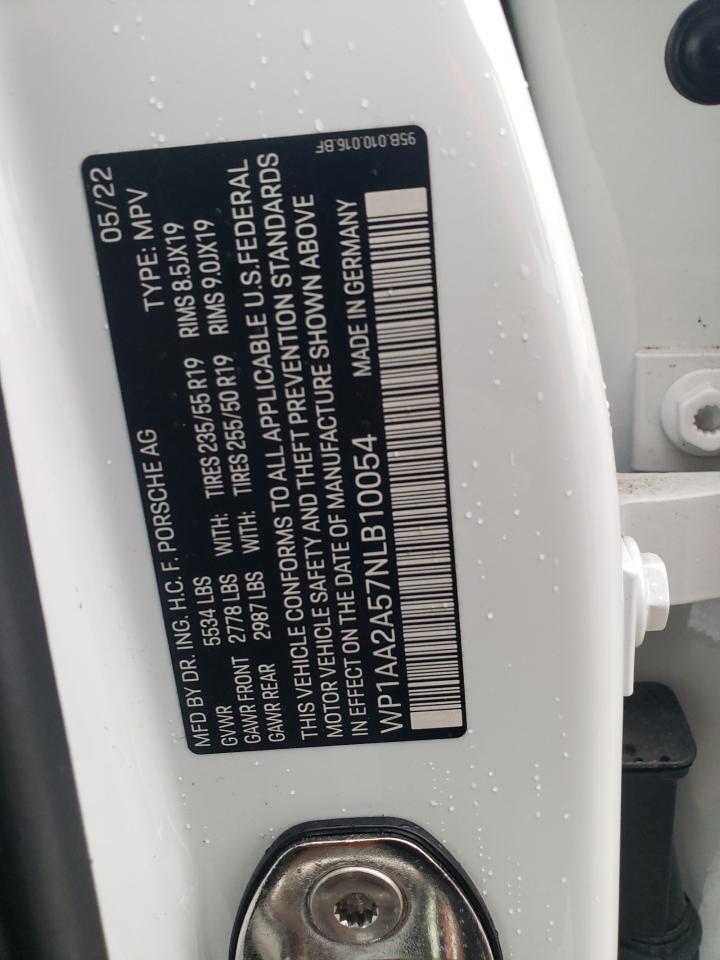 MFD BY DR. ING. H.C. F. PORSCHE AG 05/22
GVWR 5534 LBS TYPE: MPV
GAWR FRONT 2778 LBS WITH: TIRES 235/55 R19 RIMS 8.5JX19
GAWR REAR 2987 LBS WITH: TIRES 255/50 R19 RIMS 9.0JX19
THIS VEHICLE CONFORMS TO ALL APPLICABLE U.S. FEDERAL
MOTOR VEHICLE SAFETY AND THEFT PREVENTION STANDARDS
IN EFFECT ON THE DATE OF MANUFACTURE SHOWN ABOVE
WP1AA2A57NLB10054 MADE IN GERMANY
95B.010.016.BF